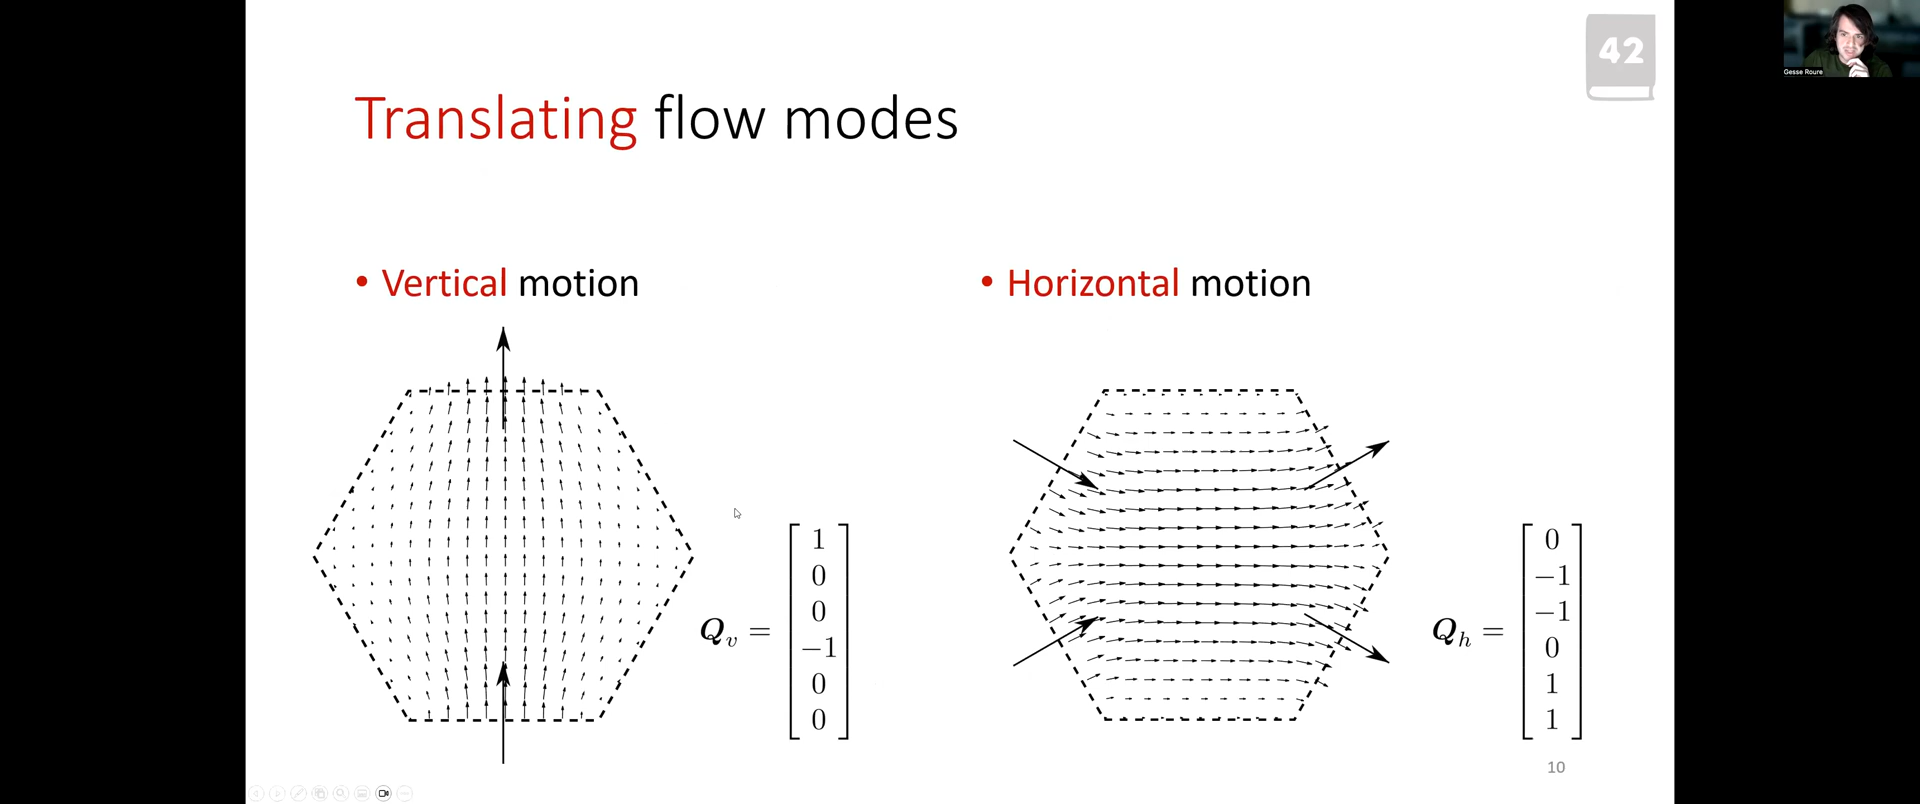 42
Gesse Roure
Translating flow modes
• Vertical motion
• Horizontal motion
Q_v = [1 0 0 −1 0 0]
Q_h = [0 −1 −1 0 1 1]
10